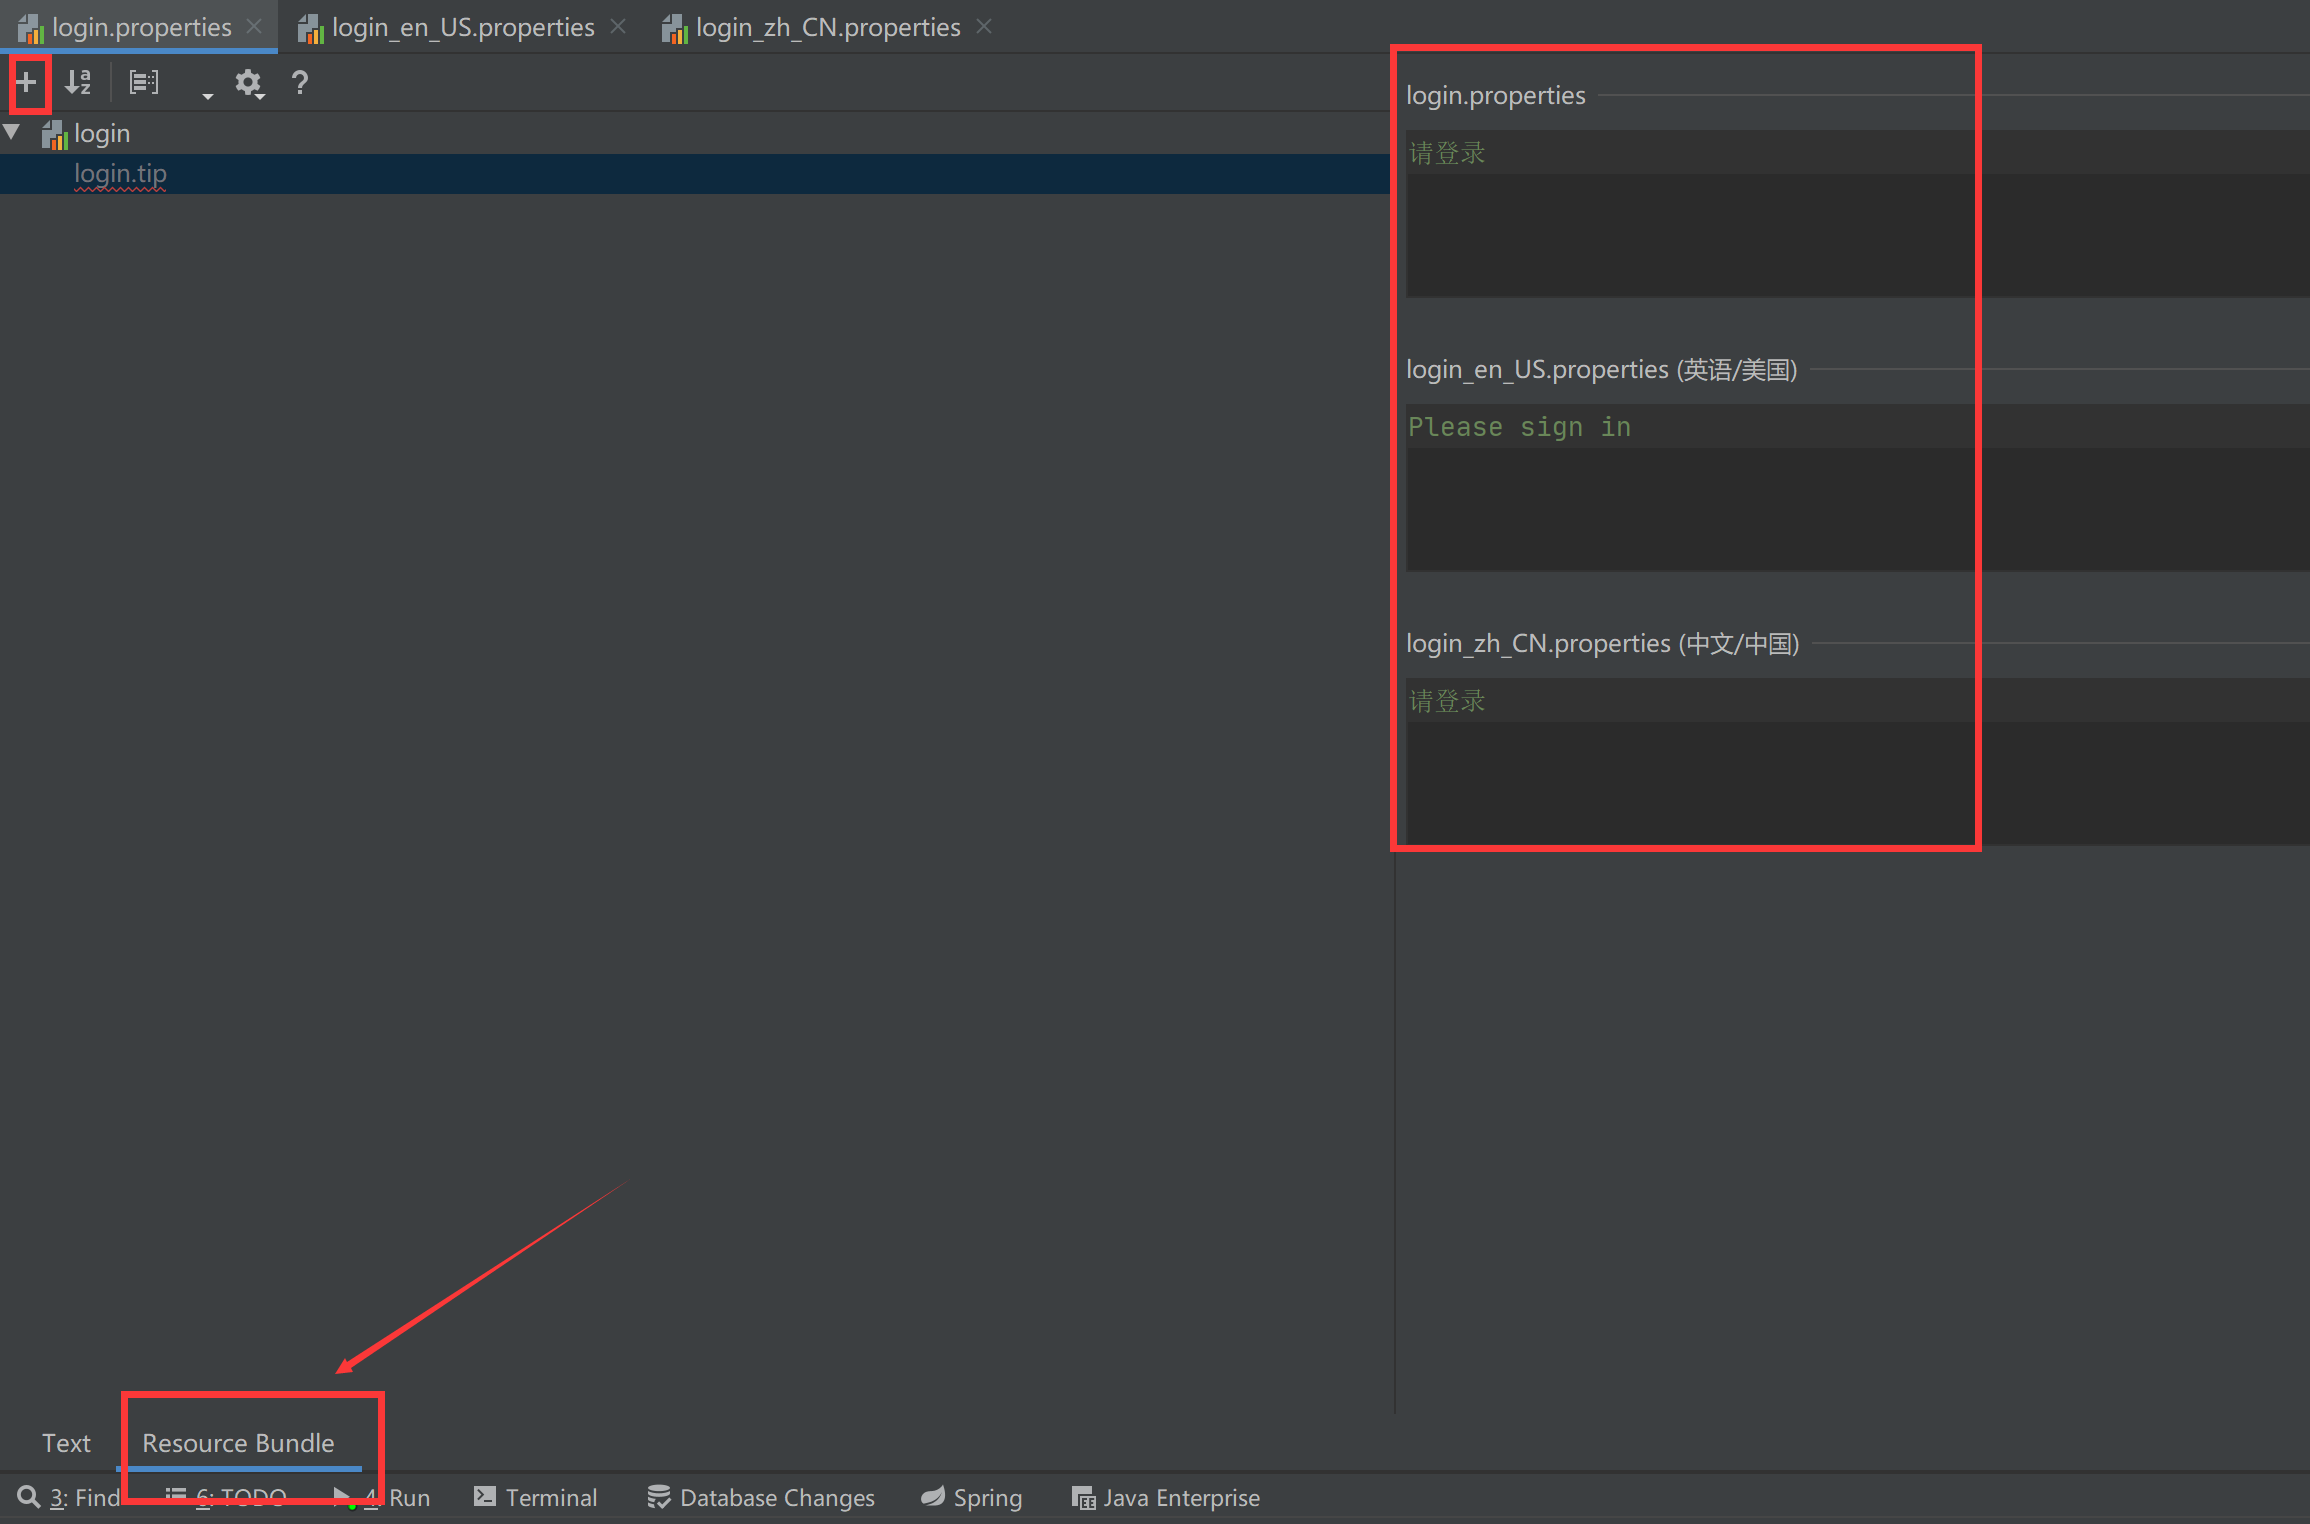 login.properties
login_en_US.properties
login_zh_CN.properties
login
login.tip
login.properties
请登录
login_en_US.properties (英语/美国)
Please sign in
login_zh_CN.properties (中文/中国)
请登录
Text
Resource Bundle
3: Find
6: TODO
4: Run
Terminal
Database Changes
Spring
Java Enterprise